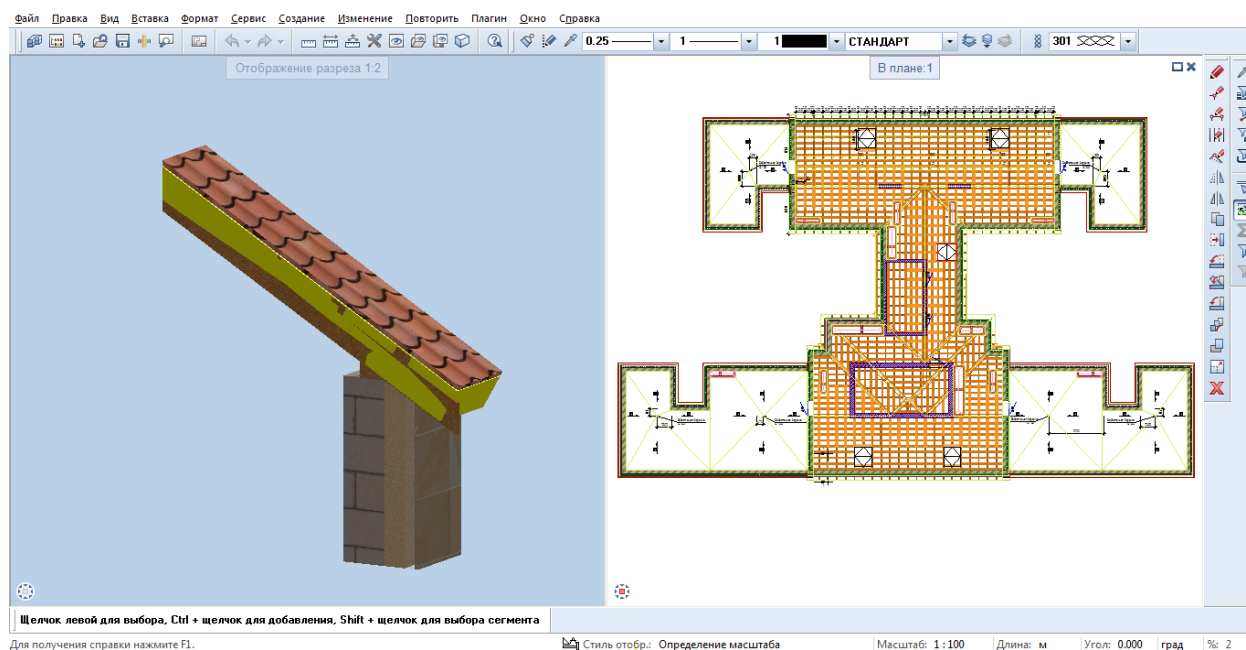 Файл Правка Вид Вставка Формат Сервис Создание Изменение Повторить Плагин Окно Справка
0.25 1 1 СТАНДАРТ 301
Отображение разреза 1:2
В плане:1
Щелчок левой для выбора, Ctrl + щелчок для добавления, Shift + щелчок для выбора сегмента
Для получения справки нажмите F1.
Стиль отобр.: Определение масштаба
Масштаб: 1:100
Длина: м
Угол: 0.000 град
%: 2